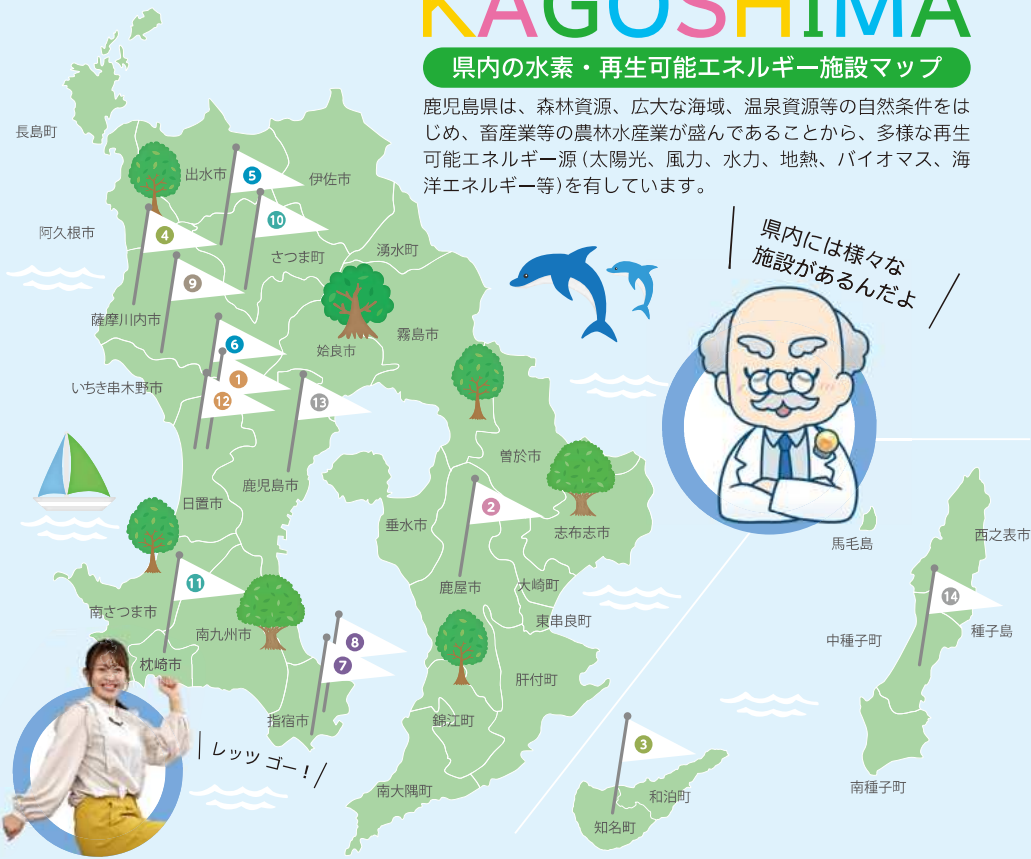 KAGOSHIMA
県内の水素・再生可能エネルギー施設マップ
鹿児島県は、森林資源、広大な海域、温泉資源等の自然条件をは
じめ、畜産業等の農林水産業が盛んであることから、多様な再生
可能エネルギー源(太陽光、風力、水力、地熱、バイオマス、海
洋エネルギー等)を有しています。
県内には様々な
施設があるんだよ
長島町
出水市
5
伊佐市
阿久根市
4
10
さつま町
湧水町
9
薩摩川内市
霧島市
6
姶良市
いちき串木野市
1
12
13
鹿児島市
日置市
曽於市
2
垂水市
志布志市
鹿屋市
大崎町
東串良町
11
南さつま市
南九州市
枕崎市
8
7
指宿市
肝付町
錦江町
南大隅町
レッツ ゴー!
3
和泊町
知名町
馬毛島
西之表市
14
中種子町
種子島
南種子町